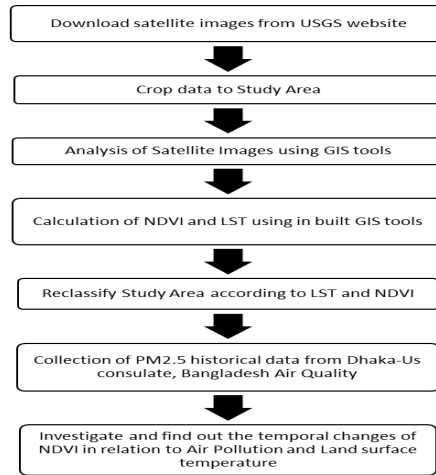 Download satellite images from USGS website
Crop data to Study Area
Analysis of Satellite Images using GIS tools
Calculation of NDVI and LST using in built GIS tools
Reclassify Study Area according to LST and NDVI
Collection of PM2.5 historical data from Dhaka-Us
consulate, Bangladesh Air Quality
Investigate and find out the temporal changes of
NDVI in relation to Air Pollution and Land surface
temperature